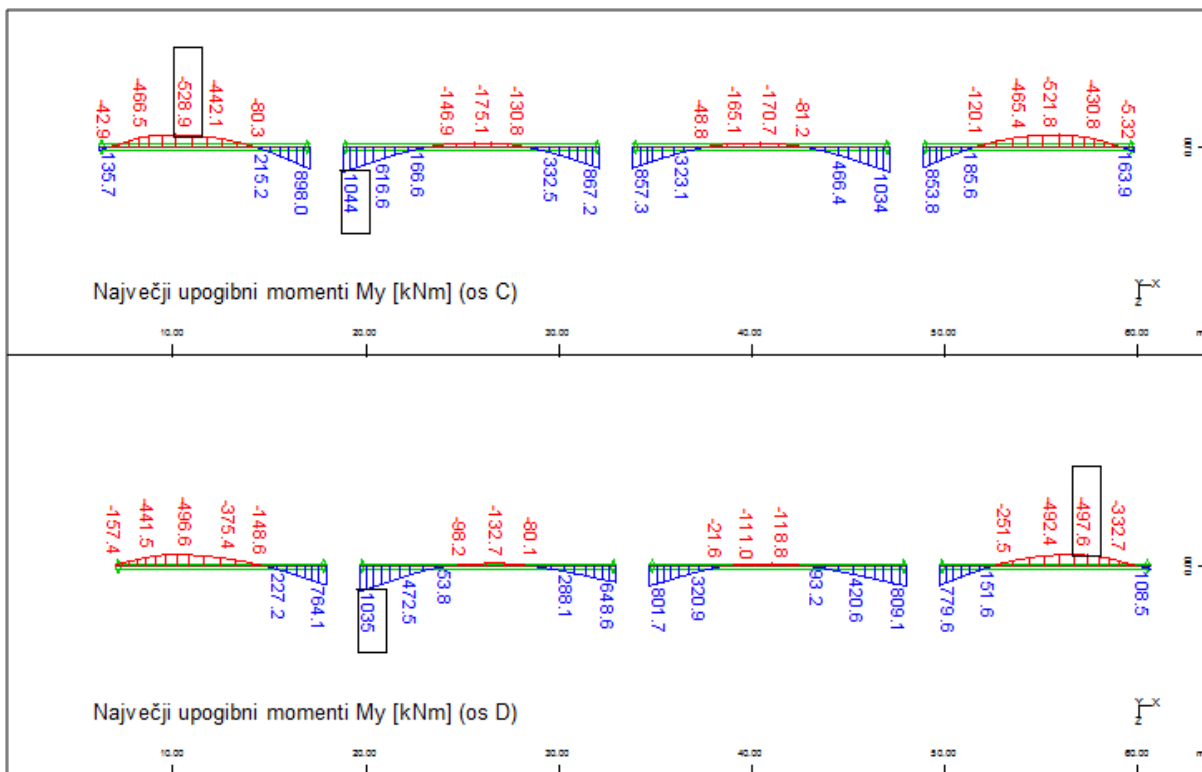 -42.9 -466.5 -528.9 -442.1 -80.3 -146.9 -175.1 -130.8 -48.8 -165.1 -170.7 -81.2 -120.1 -465.4 -521.8 -430.8 -5.32
135.7 215.2 898.0 1044 616.6 166.6 332.5 867.2 857.3 323.1 466.4 1034 853.8 185.6 163.9
Največji upogibni momenti My [kNm] (os C)
Y X
Z
10.00 20.00 30.00 40.00 50.00 60.00 m
-157.4 -441.5 -496.6 -375.4 -148.6 -98.2 -132.7 -80.1 -21.6 -111.0 -118.8 -251.5 -492.4 -497.6 -332.7
227.2 764.1 1035 472.5 53.8 288.1 648.6 801.7 320.9 93.2 420.6 809.1 779.6 151.6 108.5
Največji upogibni momenti My [kNm] (os D)
Y X
Z
10.00 20.00 30.00 40.00 50.00 60.00 m